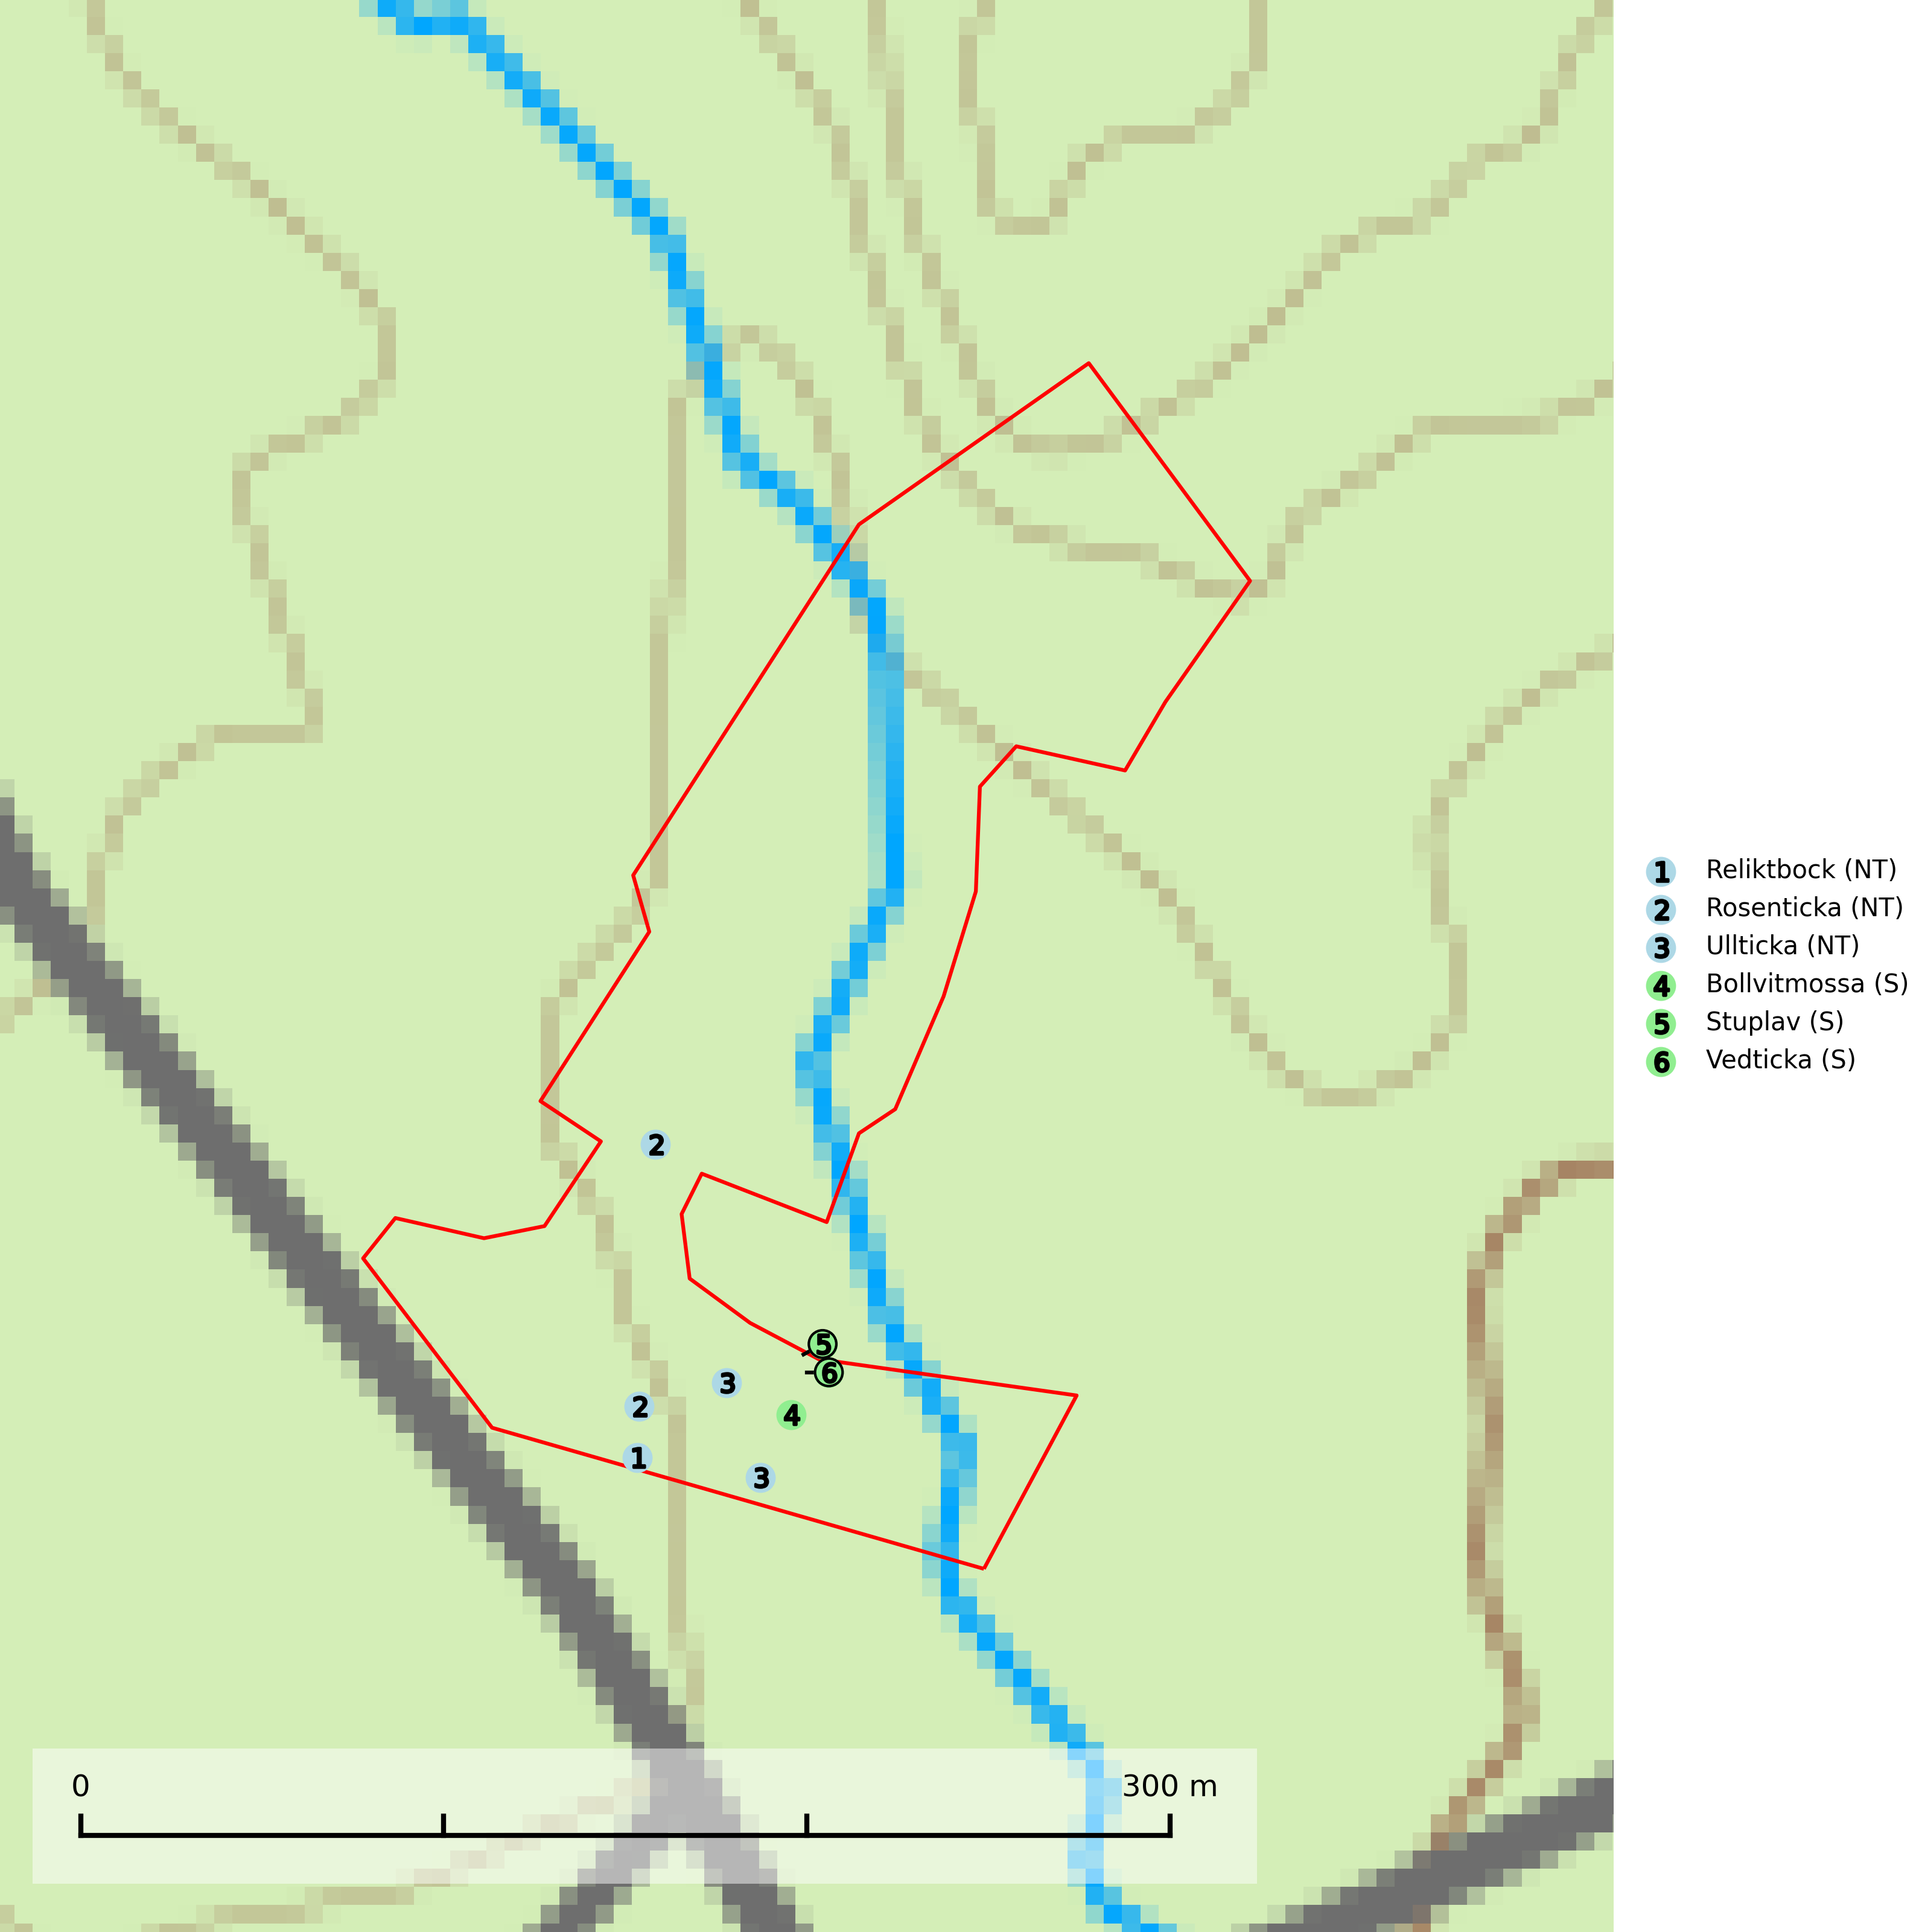 2
5
6
3
2
4
1
3
0
300 m
1 Reliktbock (NT)
2 Rosenticka (NT)
3 Ullticka (NT)
4 Bollvitmossa (S)
5 Stuplav (S)
6 Vedticka (S)